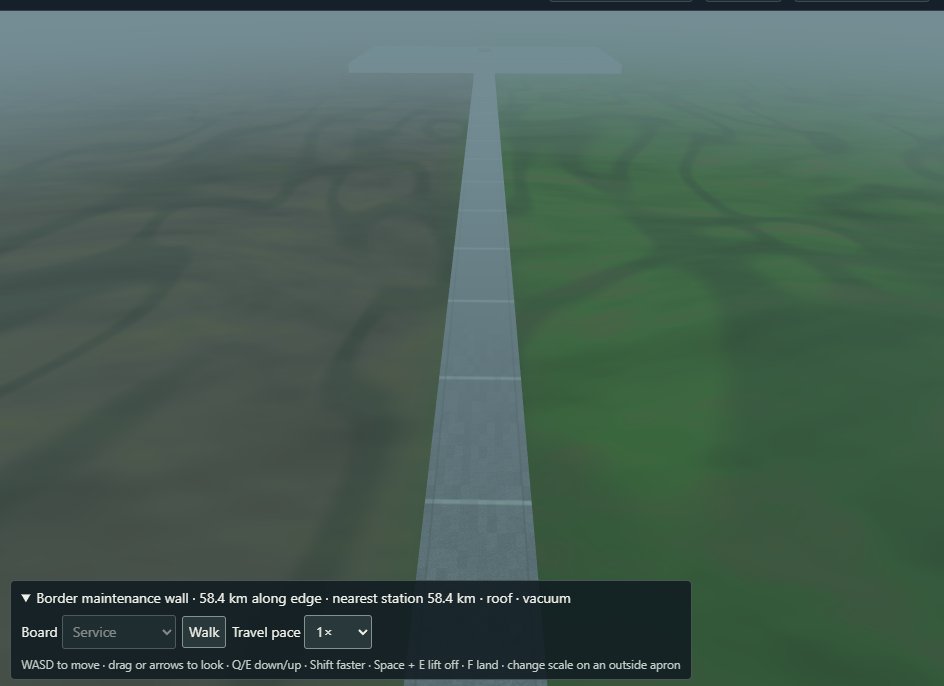 ▼ Border maintenance wall · 58.4 km along edge · nearest station 58.4 km · roof · vacuum
Board Service Walk Travel pace 1×
WASD to move · drag or arrows to look · Q/E down/up · Shift faster · Space + E lift off · F land · change scale on an outside apron